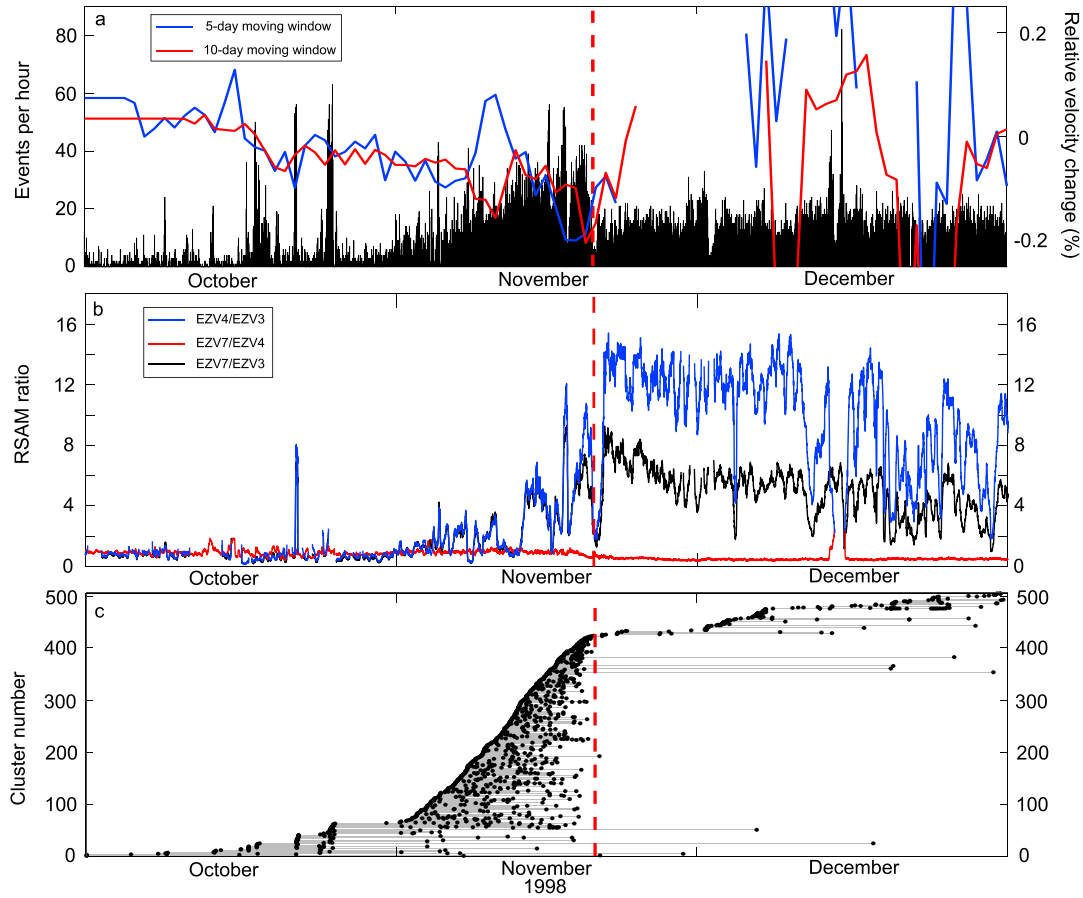 a
5-day moving window
10-day moving window
Events per hour
80
60
40
20
0
0.2
0
-0.2
Relative velocity change (%)
October
November
December
b
EZV4/EZV3
EZV7/EZV4
EZV7/EZV3
RSAM ratio
16
12
8
4
0
16
12
8
4
0
October
November
December
c
Cluster number
500
400
300
200
100
0
500
400
300
200
100
0
October
November
December
1998